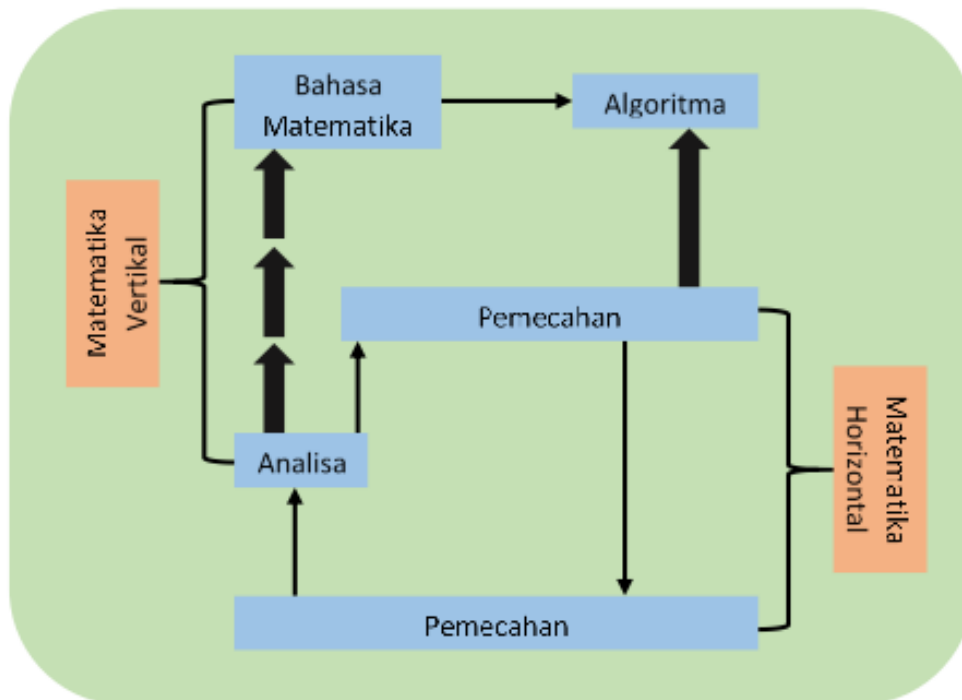 Bahasa
Matematika
Algoritma
Matematika
Vertikal
Pemecahan
Matematika
Horizontal
Analisa
Pemecahan